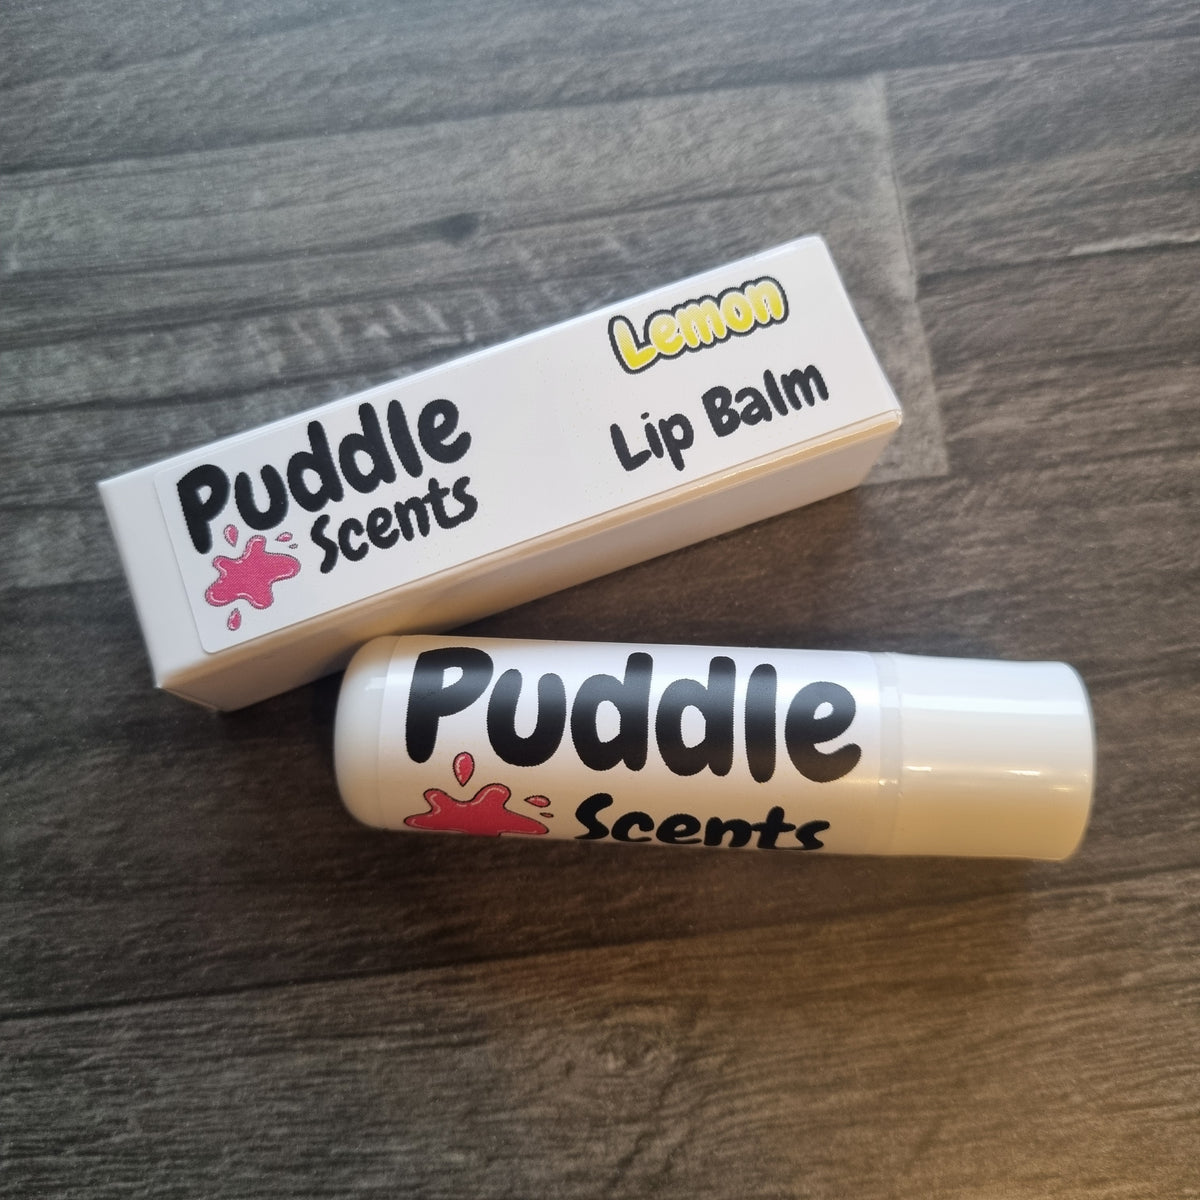 Puddle
Scents
Lemon
Lip Balm
Puddle
Scents